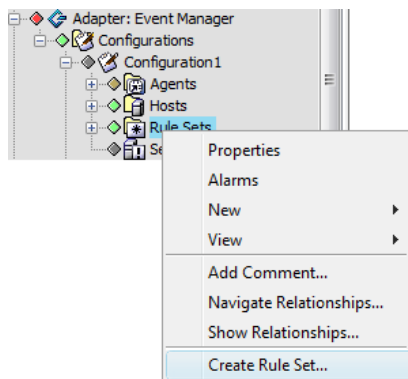 Adapter: Event Manager
Configurations
Configuration1
Agents
Hosts
Rule Sets
Properties
Alarms
New
View
Add Comment...
Navigate Relationships...
Show Relationships...
Create Rule Set...